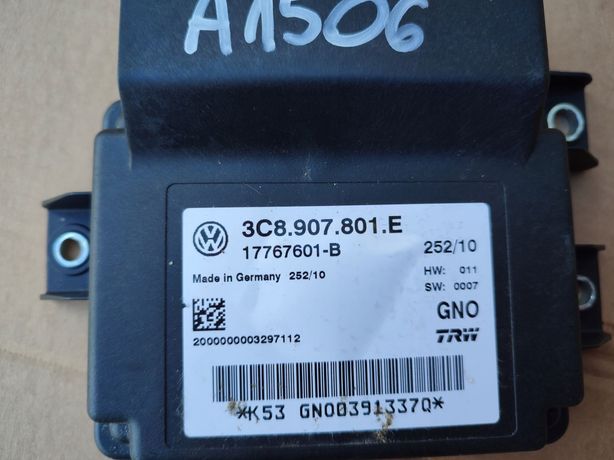 A1506
3C8.907.801.E
17767601-B
252/10
Made in Germany 252/10
HW: 011
SW: 0007
GNO
2000000003297112
TRW
*K53 GNO0391337Q*